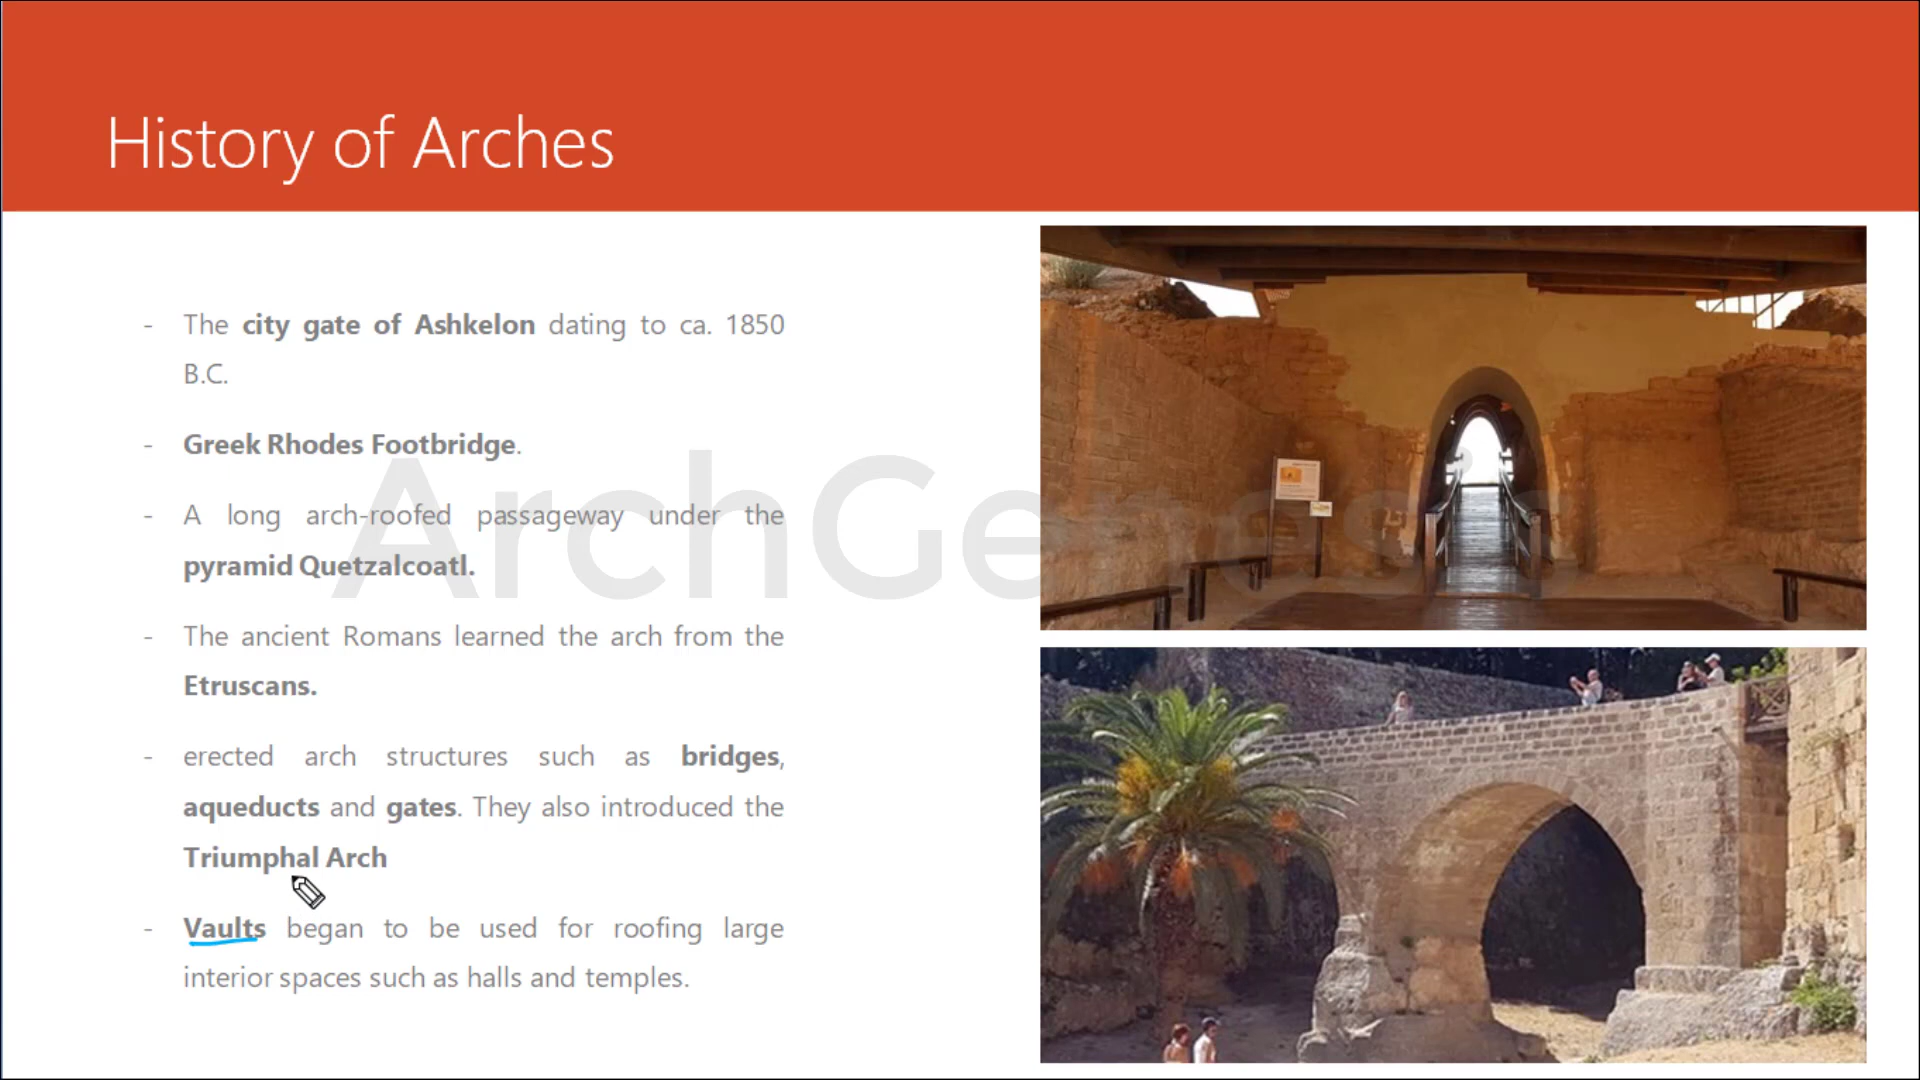 History of Arches
- The city gate of Ashkelon dating to ca. 1850
B.C.
- Greek Rhodes Footbridge.
- A long arch-roofed passageway under the
pyramid Quetzalcoatl.
- The ancient Romans learned the arch from the
Etruscans.
- erected arch structures such as bridges,
aqueducts and gates. They also introduced the
Triumphal Arch
- Vaults began to be used for roofing large
interior spaces such as halls and temples.
ArchGenesis